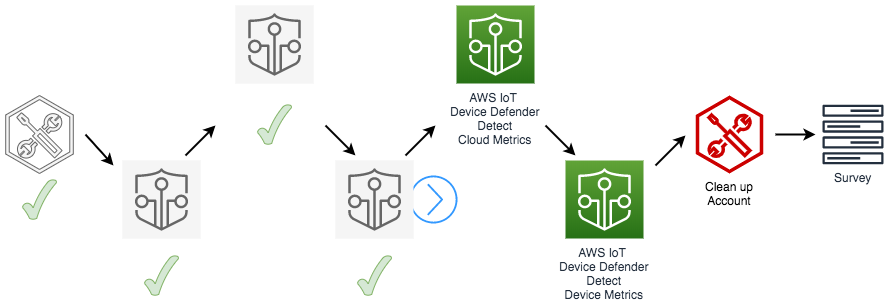 AWS IoT
Device Defender
Detect
Cloud Metrics
AWS IoT
Device Defender
Detect
Device Metrics
Clean up
Account
Survey